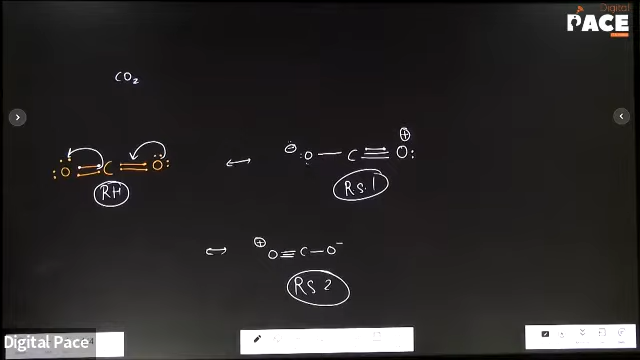 Digital
PACE
CO2
:O=C=O:
RH
↔
⊖ :O-C≡O: ⊕
RS.1
↔
⊕ O≡C-O⁻
RS 2
Digital Pace